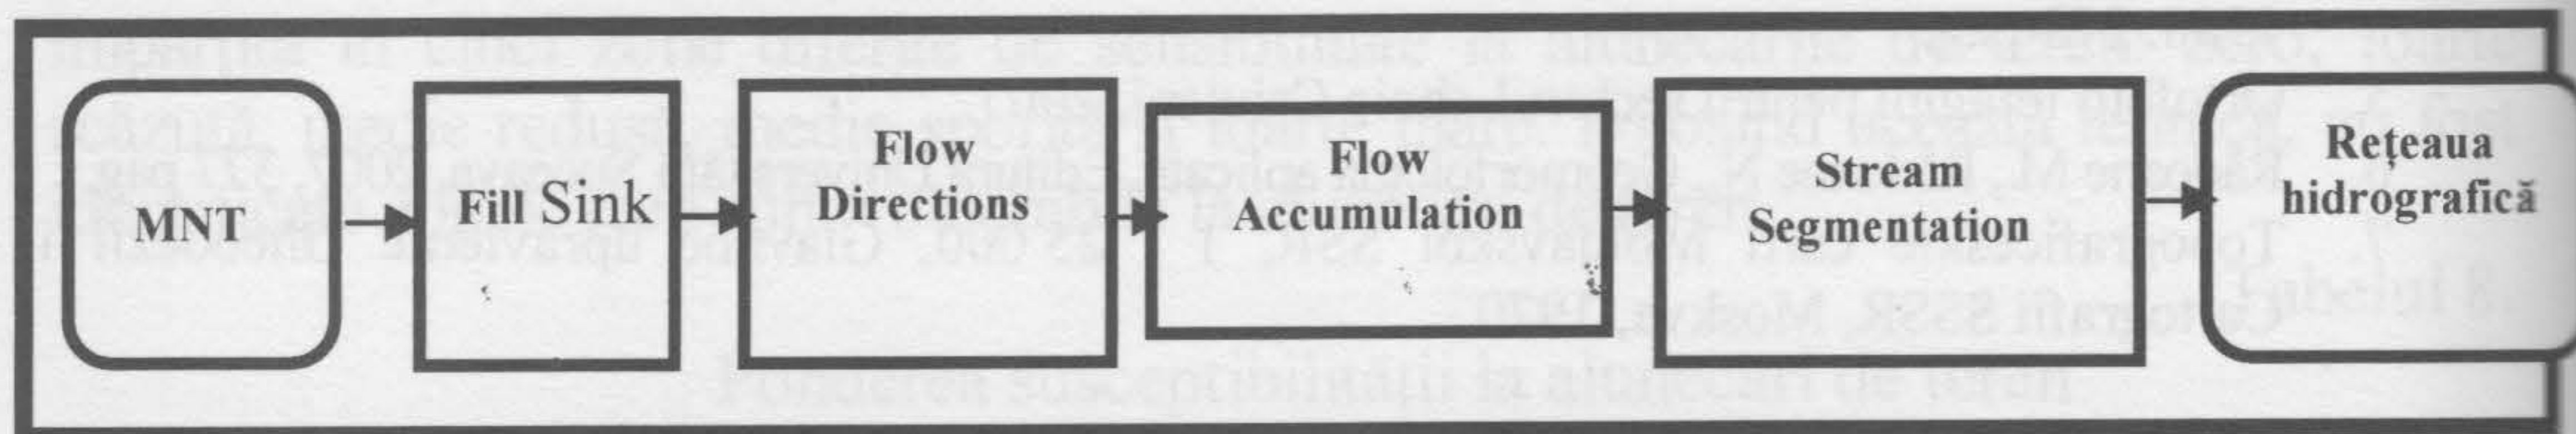 MNT
Fill Sink
Flow
Directions
Flow
Accumulation
Stream
Segmentation
Rețeaua
hidrografică